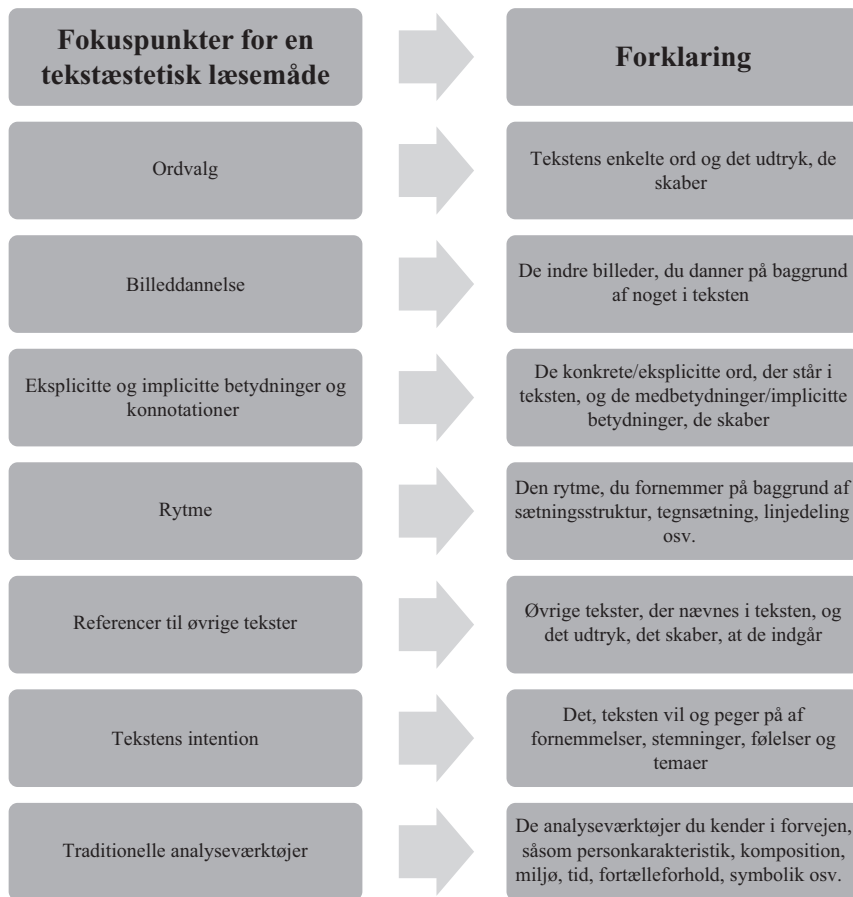 Fokuspunkter for en
tekstæstetisk læsemåde
Forklaring
Ordvalg
Tekstens enkelte ord og det udtryk, de
skaber
Billeddannelse
De indre billeder, du danner på baggrund
af noget i teksten
Eksplicitte og implicitte betydninger og
konnotationer
De konkrete/eksplicitte ord, der står i
teksten, og de medbetydninger/implicitte
betydninger, de skaber
Rytme
Den rytme, du fornemmer på baggrund af
sætningsstruktur, tegnsætning, linjedeling
osv.
Referencer til øvrige tekster
Øvrige tekster, der nævnes i teksten, og
det udtryk, det skaber, at de indgår
Tekstens intention
Det, teksten vil og peger på af
fornemmelser, stemninger, følelser og
temaer
Traditionelle analyseværktøjer
De analyseværktøjer du kender i forvejen,
såsom personkarakteristik, komposition,
miljø, tid, fortælleforhold, symbolik osv.